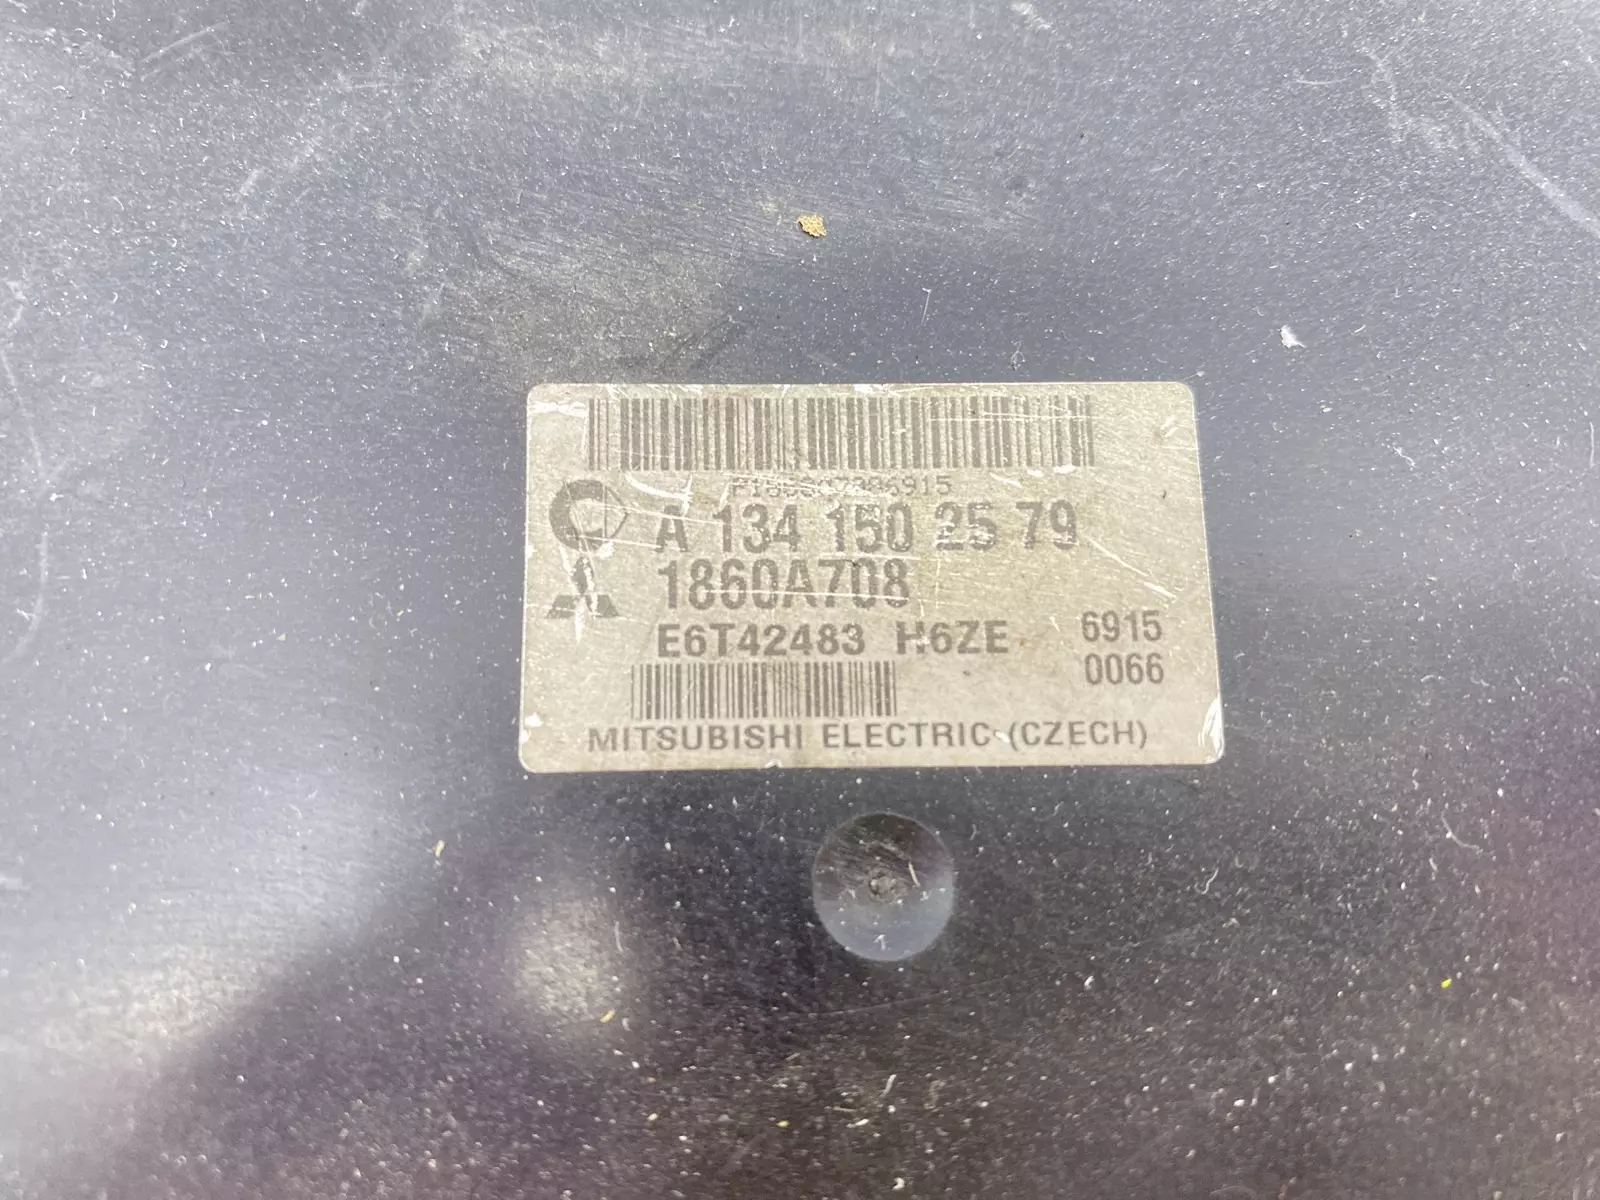 A 134 150 25 79
1860A708
E6T42483 H6ZE
6915
0066
MITSUBISHI ELECTRIC (CZECH)